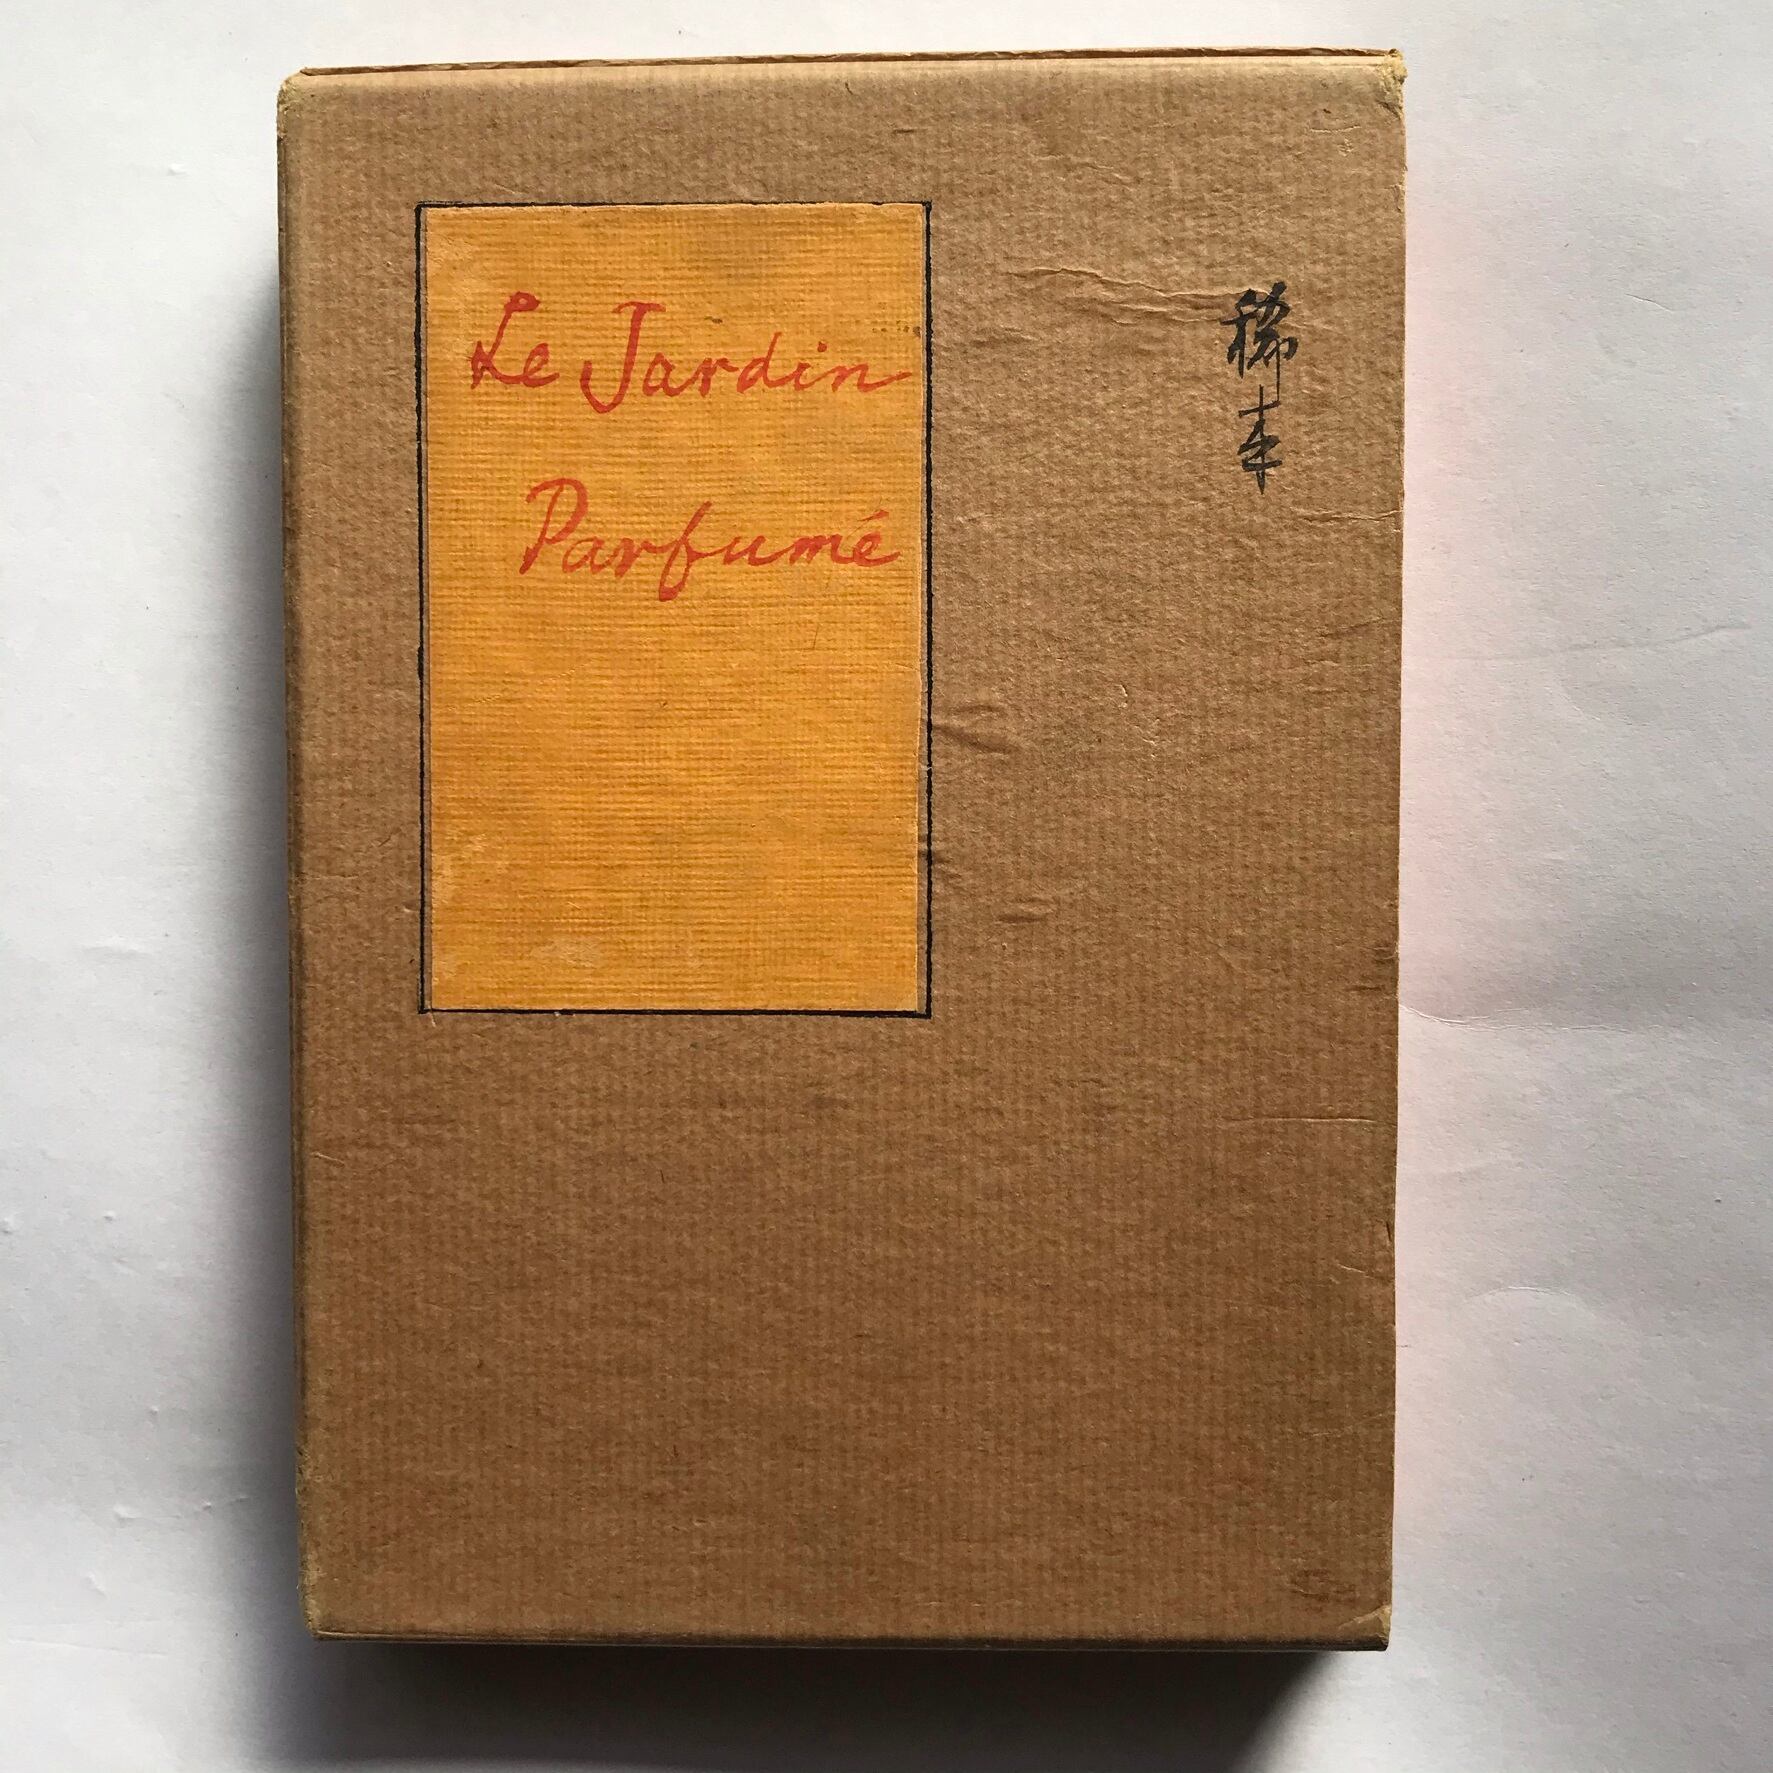 Le Jardin
Parfumé
稀本